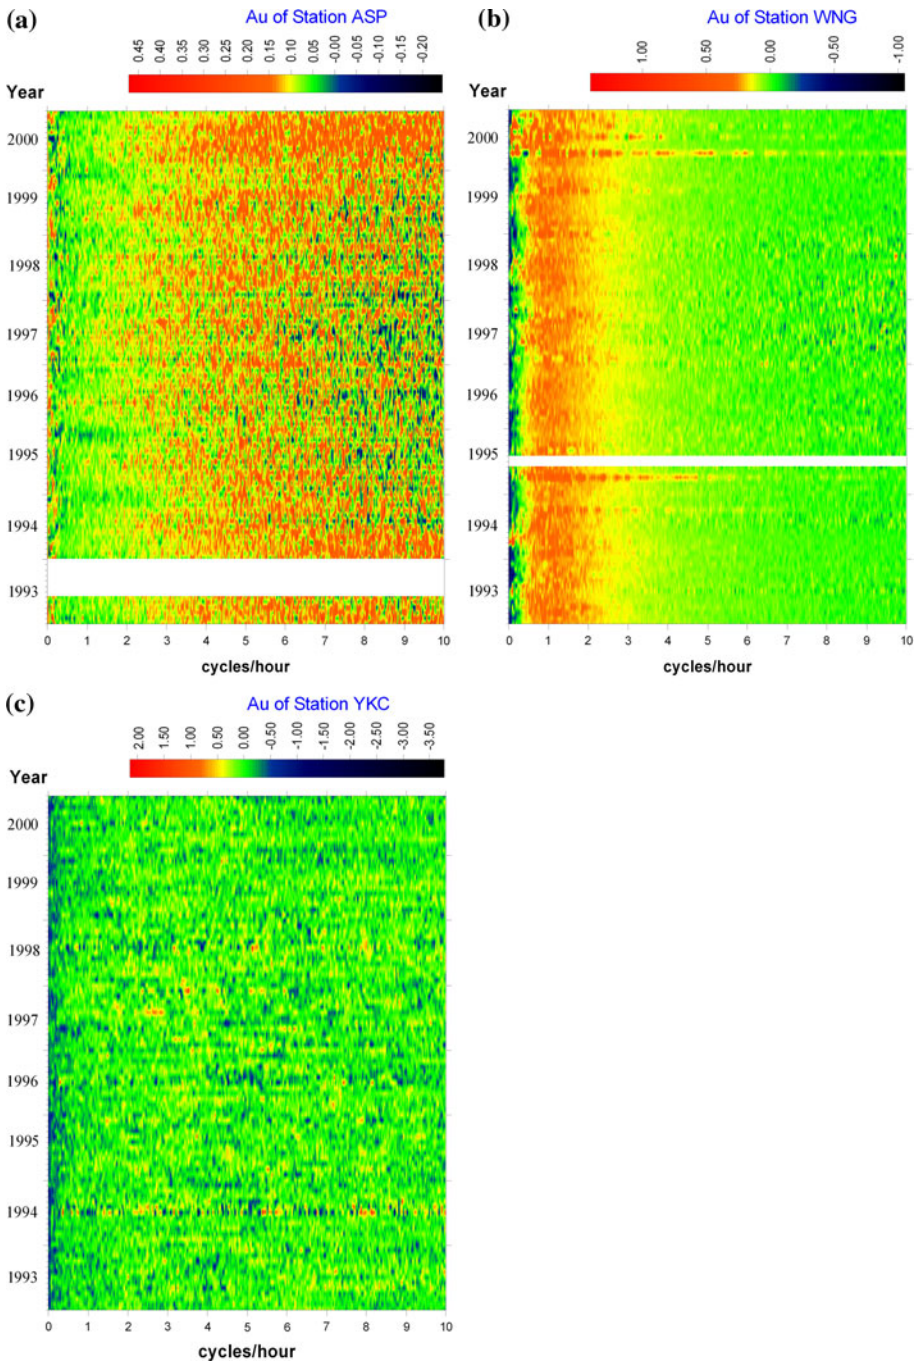 (a)
Au of Station ASP
0.45 0.40 0.35 0.30 0.25 0.20 0.15 0.10 0.05 -0.00 -0.05 -0.10 -0.15 -0.20
Year
2000
1999
1998
1997
1996
1995
1994
1993
0 1 2 3 4 5 6 7 8 9 10
cycles/hour
(b)
Au of Station WNG
1.00 0.50 0.00 -0.50 -1.00
Year
2000
1999
1998
1997
1996
1995
1994
1993
0 1 2 3 4 5 6 7 8 9 10
cycles/hour
(c)
Au of Station YKC
2.00 1.50 1.00 0.50 0.00 -0.50 -1.00 -1.50 -2.00 -2.50 -3.00 -3.50
Year
2000
1999
1998
1997
1996
1995
1994
1993
0 1 2 3 4 5 6 7 8 9 10
cycles/hour